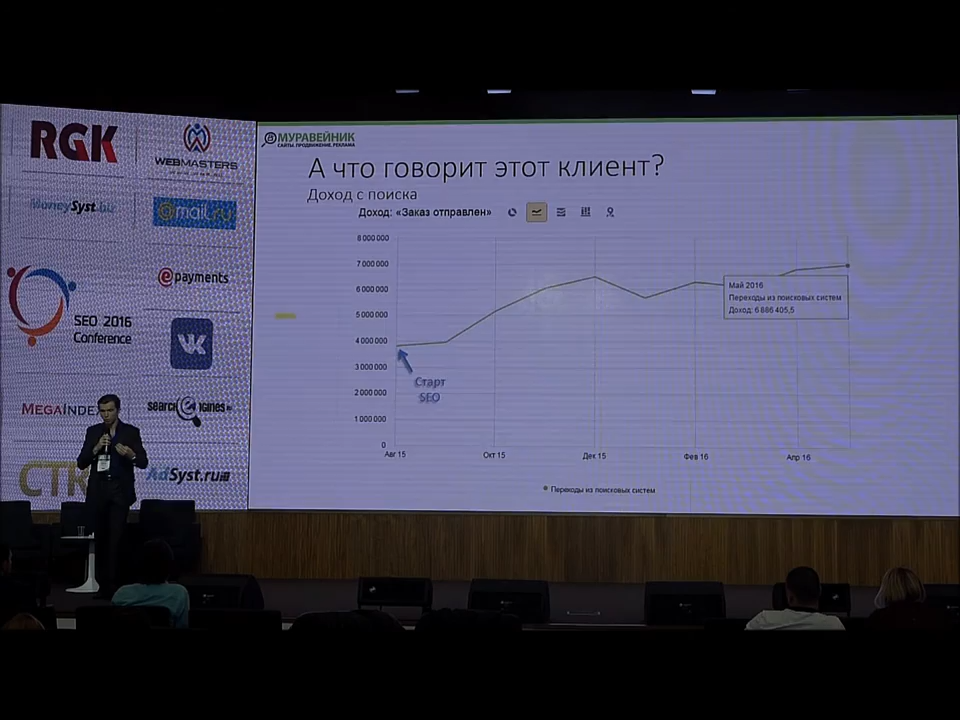 RGK
WEBMASTERS
MoneySyst.biz
@mail.ru
epayments
SEO 2016
Conference
VK
MEGAINDEX
AdSyst.ru
МУРАВЕЙНИК
САЙТЫ. ПРОДВИЖЕНИЕ. РЕКЛАМА
А что говорит этот клиент?
Доход с поиска
Доход: «Заказ отправлен»
8 000 000
7 000 000
6 000 000
5 000 000
4 000 000
3 000 000
2 000 000
1 000 000
0
Май 2016
Переходы из поисковых систем
Доход: 6 886 405,5
Старт
SEO
Авг 15
Окт 15
Дек 15
Фев 16
Апр 16
Переходы из поисковых систем